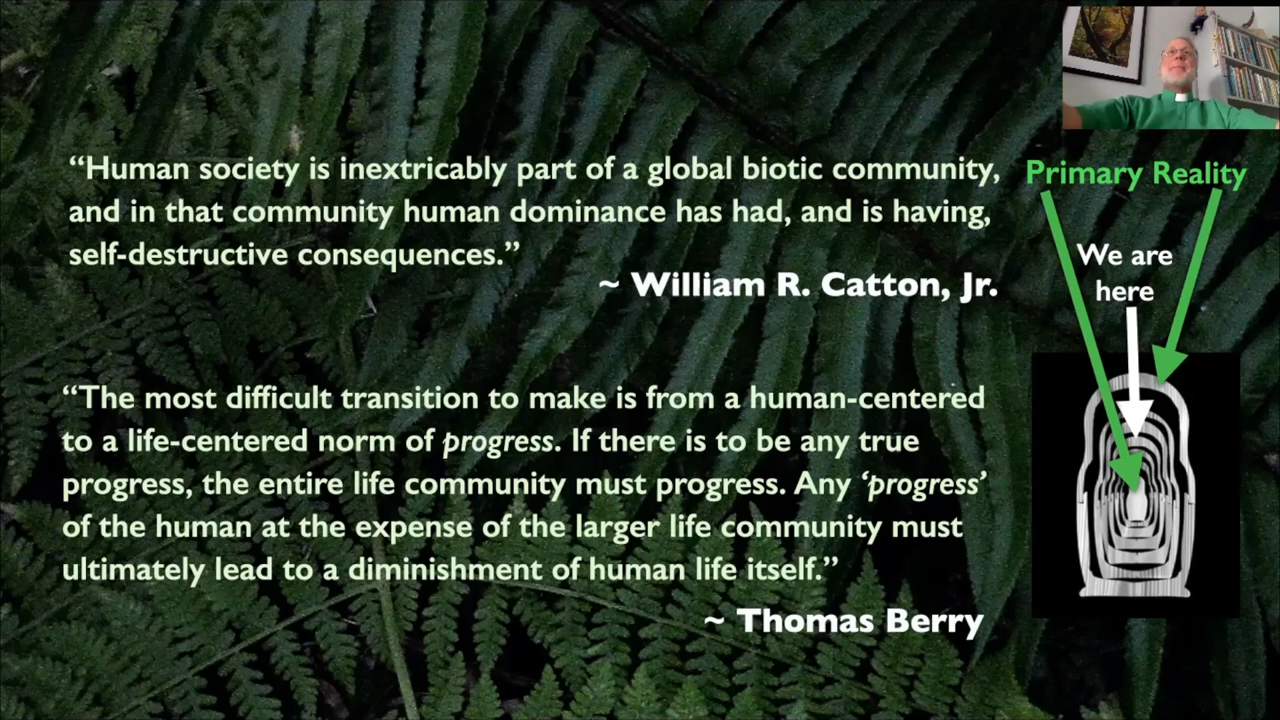 “Human society is inextricably part of a global biotic community,
and in that community human dominance has had, and is having,
self-destructive consequences.”
~ William R. Catton, Jr.
“The most difficult transition to make is from a human-centered
to a life-centered norm of progress. If there is to be any true
progress, the entire life community must progress. Any ‘progress’
of the human at the expense of the larger life community must
ultimately lead to a diminishment of human life itself.”
~ Thomas Berry
Primary Reality
We are
here